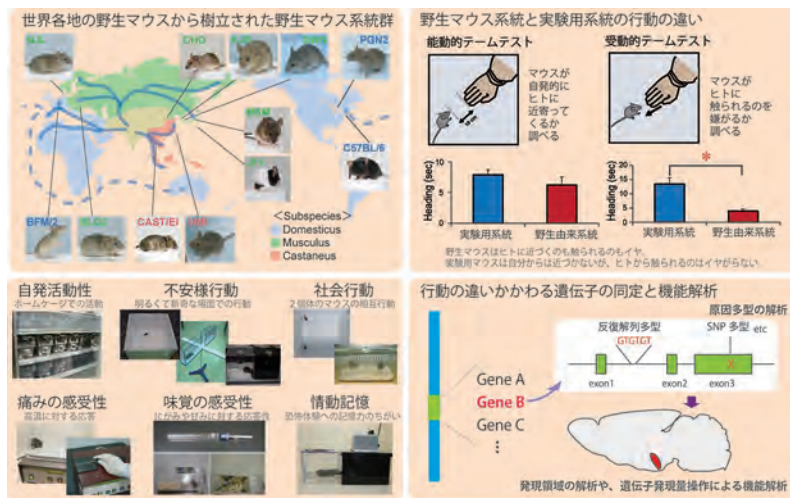 世界各地の野生マウスから樹立された野生マウス系統群
BJL
CHD
PGN2
MSM
C57BL/6
BFM/2
BLG2
CAST/Ei
HMI
<Subspecies>
Domesticus
Musculus
Castaneus
野生マウス系統と実験用系統の行動の違い
能動的テームテスト
マウスが
自発的に
ヒトに
近寄って
くるか
調べる
受動的テームテスト
マウスが
ヒトに
触られるのを
嫌がるか
調べる
Heading (sec)
10
5
0
実験用系統
野生由来系統
Heading (sec)
20
15
10
5
0
*
実験用系統
野生由来系統
野生マウスはヒトに近づくのも触られるのもイヤ、
実験用マウスは自分からは近づかないが、ヒトから触られるのはイヤがらない
自発活動性
ホームケージでの活動
不安様行動
明るくて新奇な場面での行動
社会行動
2個体のマウスの相互行動
痛みの感受性
高温に対する応答
味覚の感受性
にがみや甘みに対する応答性
情動記憶
恐怖体験への記憶力のちがい
行動の違いかかわる遺伝子の同定と機能解析
原因多型の解析
反復解列多型
GTGTGT
SNP 多型
etc
exon1
exon2
exon3
Gene A
Gene B
Gene C
⋮
発現領域の解析や、遺伝子発現量操作による機能解析